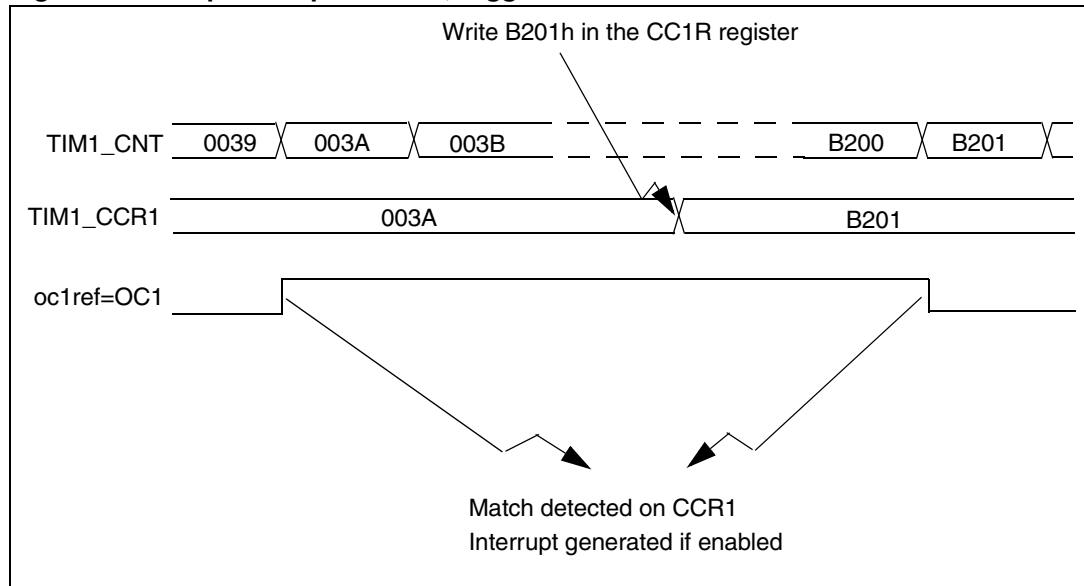 Write B201h in the CC1R register
TIM1_CNT 0039 003A 003B B200 B201
TIM1_CCR1 003A B201
oc1ref=OC1
Match detected on CCR1
Interrupt generated if enabled